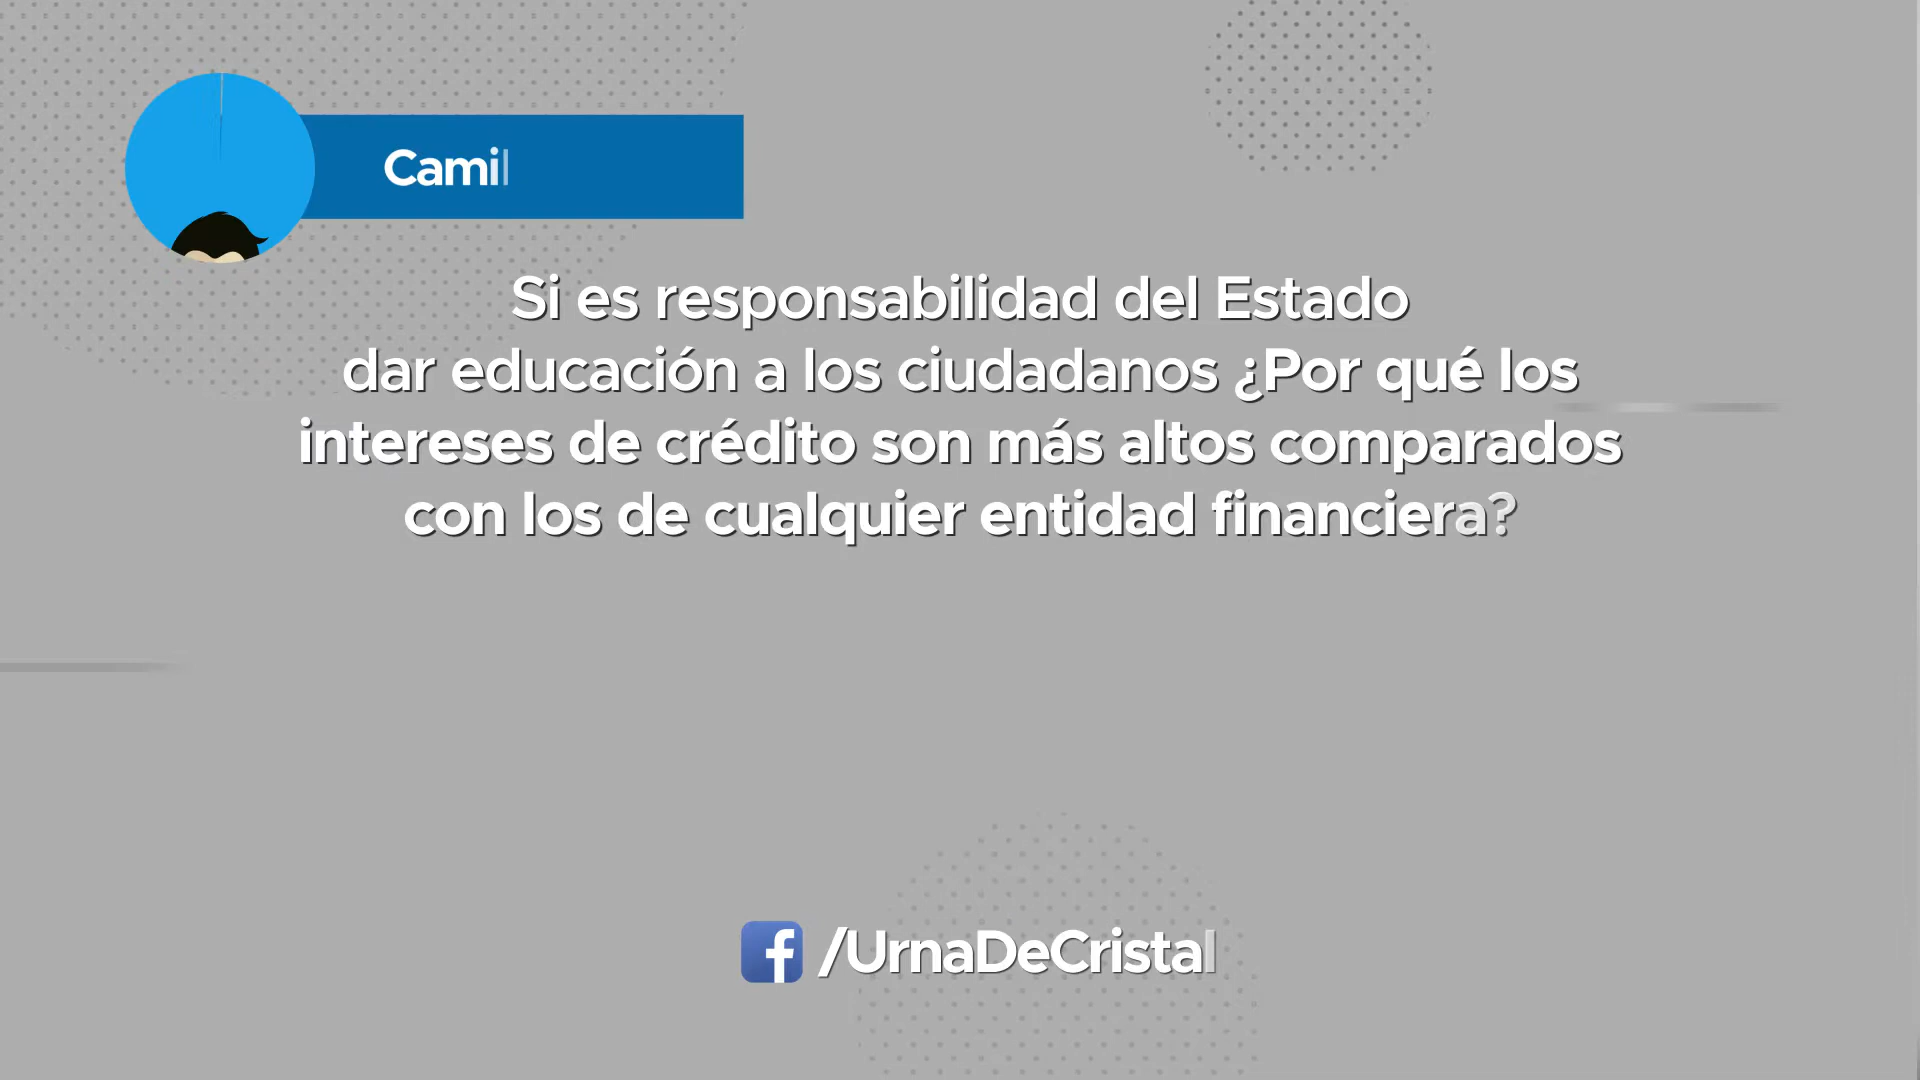 Camil
Si es responsabilidad del Estado
dar educación a los ciudadanos ¿Por qué los
intereses de crédito son más altos comparados
con los de cualquier entidad financiera?
/UrnaDeCristal